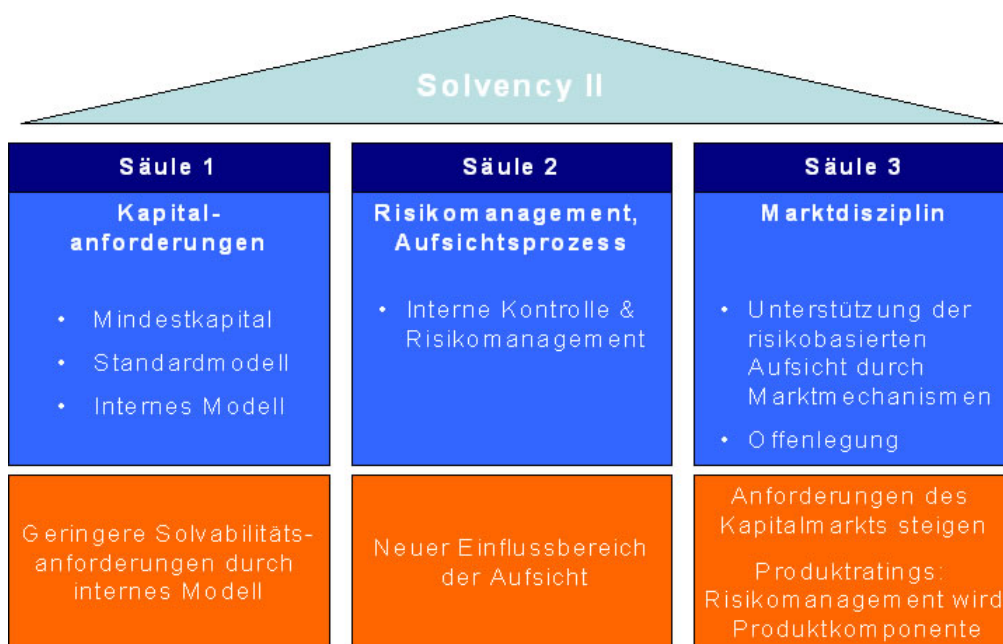 Solvency II
Säule 1
Kapital-
anforderungen
• Mindestkapital
• Standardmodell
• Internes Modell
Geringere Solvabilitäts-
anforderungen durch
internes Modell
Säule 2
Risikomanagement,
Aufsichtsprozess
• Interne Kontrolle &
Risikomanagement
Neuer Einflussbereich
der Aufsicht
Säule 3
Marktdisziplin
• Unterstützung der
risikobasierten
Aufsicht durch
Marktmechanismen
• Offenlegung
Anforderungen des
Kapitalmarkts steigen
Produktratings:
Risikomanagement wird
Produktkomponente